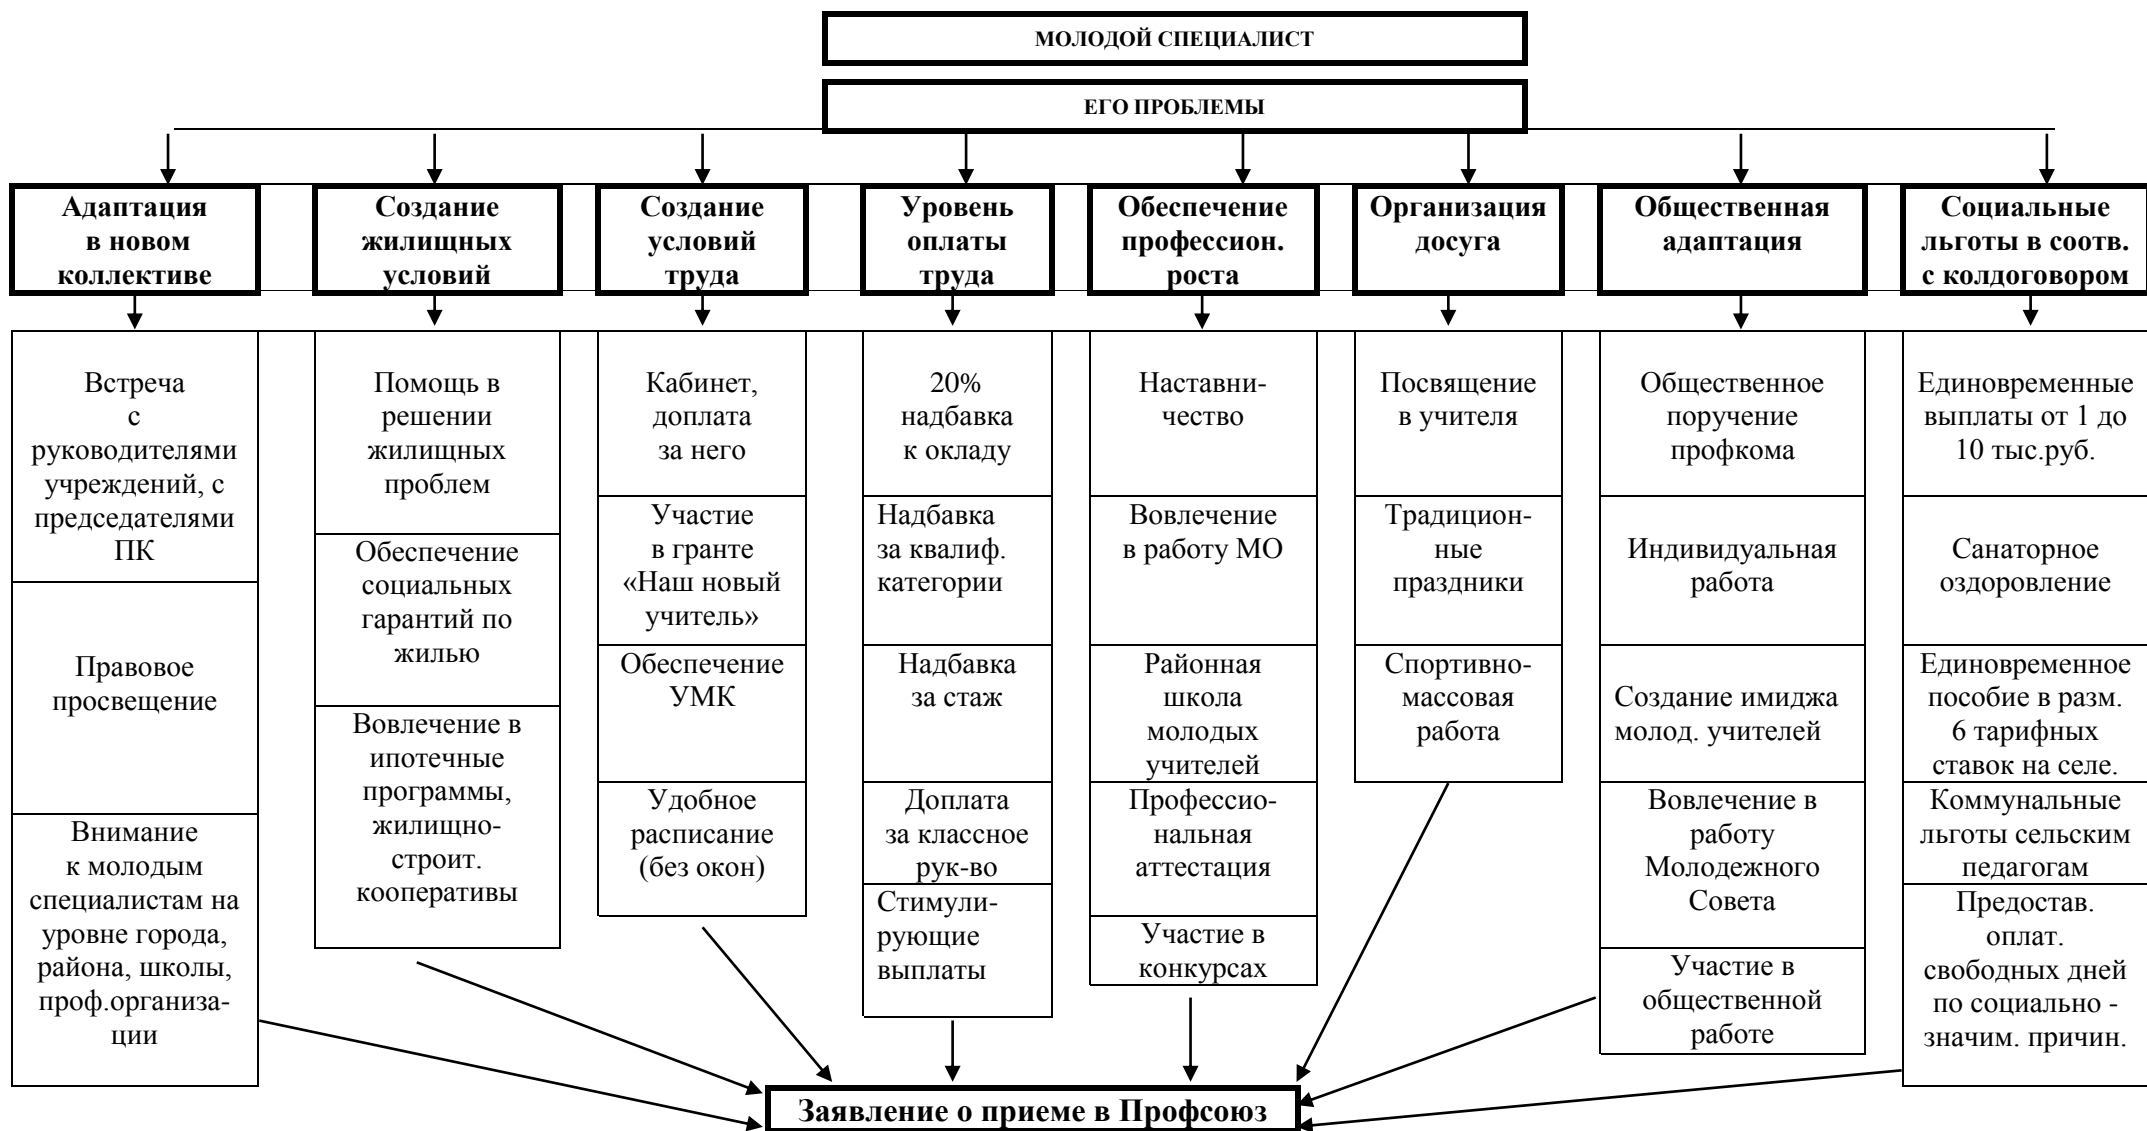 МОЛОДОЙ СПЕЦИАЛИСТ
ЕГО ПРОБЛЕМЫ
Адаптация
в новом
коллективе
Создание
жилищных
условий
Создание
условий
труда
Уровень
оплаты
труда
Обеспечение
профессион.
роста
Организация
досуга
Общественная
адаптация
Социальные
льготы в соотв.
с колдоговором
Встреча
с
руководителями
учреждений, с
председателями
ПК
Правовое
просвещение
Внимание
к молодым
специалистам на
уровне города,
района, школы,
проф.организа-
ции
Помощь в
решении
жилищных
проблем
Обеспечение
социальных
гарантий по
жилью
Вовлечение в
ипотечные
программы,
жилищно-
строит.
кооперативы
Кабинет,
доплата
за него
Участие
в гранте
«Наш новый
учитель»
Обеспечение
УМК
Удобное
расписание
(без окон)
20%
надбавка
к окладу
Надбавка
за квалиф.
категории
Надбавка
за стаж
Доплата
за классное
рук-во
Стимули-
рующие
выплаты
Наставни-
чество
Вовлечение
в работу МО
Районная
школа
молодых
учителей
Профессио-
нальная
аттестация
Участие в
конкурсах
Посвящение
в учителя
Традицион-
ные
праздники
Спортивно-
массовая
работа
Общественное
поручение
профкома
Индивидуальная
работа
Создание имиджа
молод. учителей
Вовлечение в
работу
Молодежного
Совета
Участие в
общественной
работе
Единовременные
выплаты от 1 до
10 тыс.руб.
Санаторное
оздоровление
Единовременное
пособие в разм.
6 тарифных
ставок на селе.
Коммунальные
льготы сельским
педагогам
Предостав.
оплат.
свободных дней
по социально -
значим. причин.
Заявление о приеме в Профсоюз